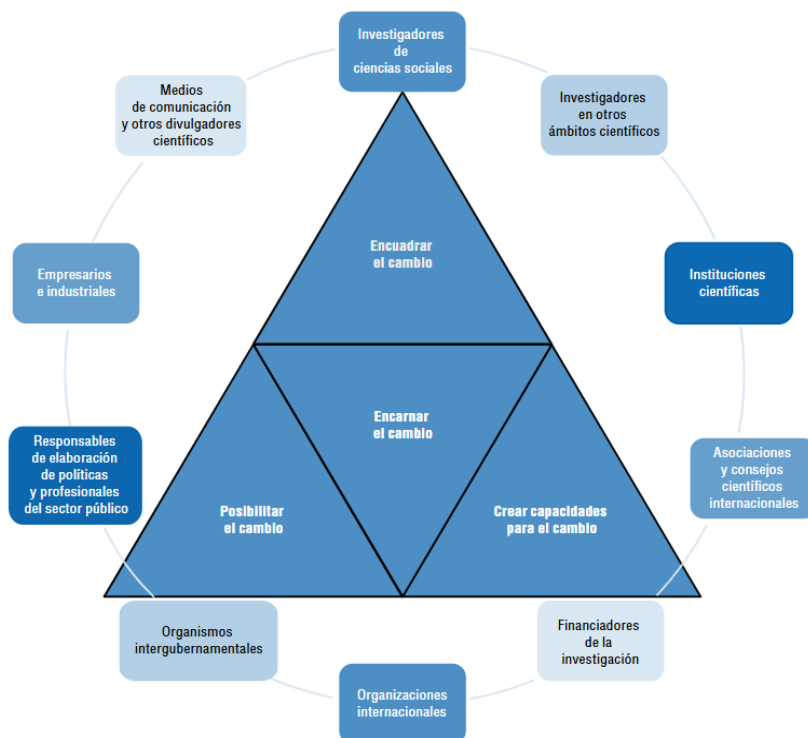 Investigadores
de
ciencias sociales
Medios
de comunicación
y otros divulgadores
científicos
Investigadores
en otros
ámbitos científicos
Encuadrar
el cambio
Empresarios
e industriales
Instituciones
científicas
Encarnar
el cambio
Responsables
de elaboración
de políticas
y profesionales
del sector público
Asociaciones
y consejos
científicos
internacionales
Posibilitar
el cambio
Crear capacidades
para el cambio
Organismos
intergubernamentales
Financiadores
de la
investigación
Organizaciones
internacionales